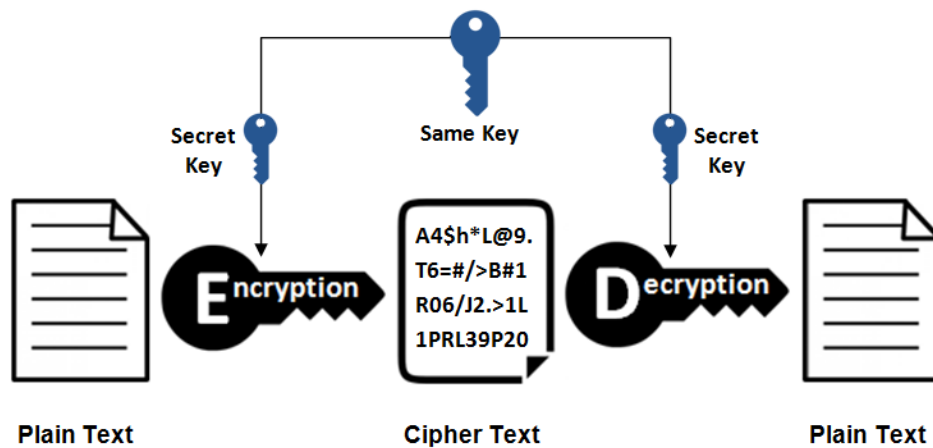 Same Key
Secret
Key
Secret
Key
Encryption
A4$h*L@9.
T6=#/>B#1
R06/J2.>1L
1PRL39P20
Decryption
Plain Text
Cipher Text
Plain Text